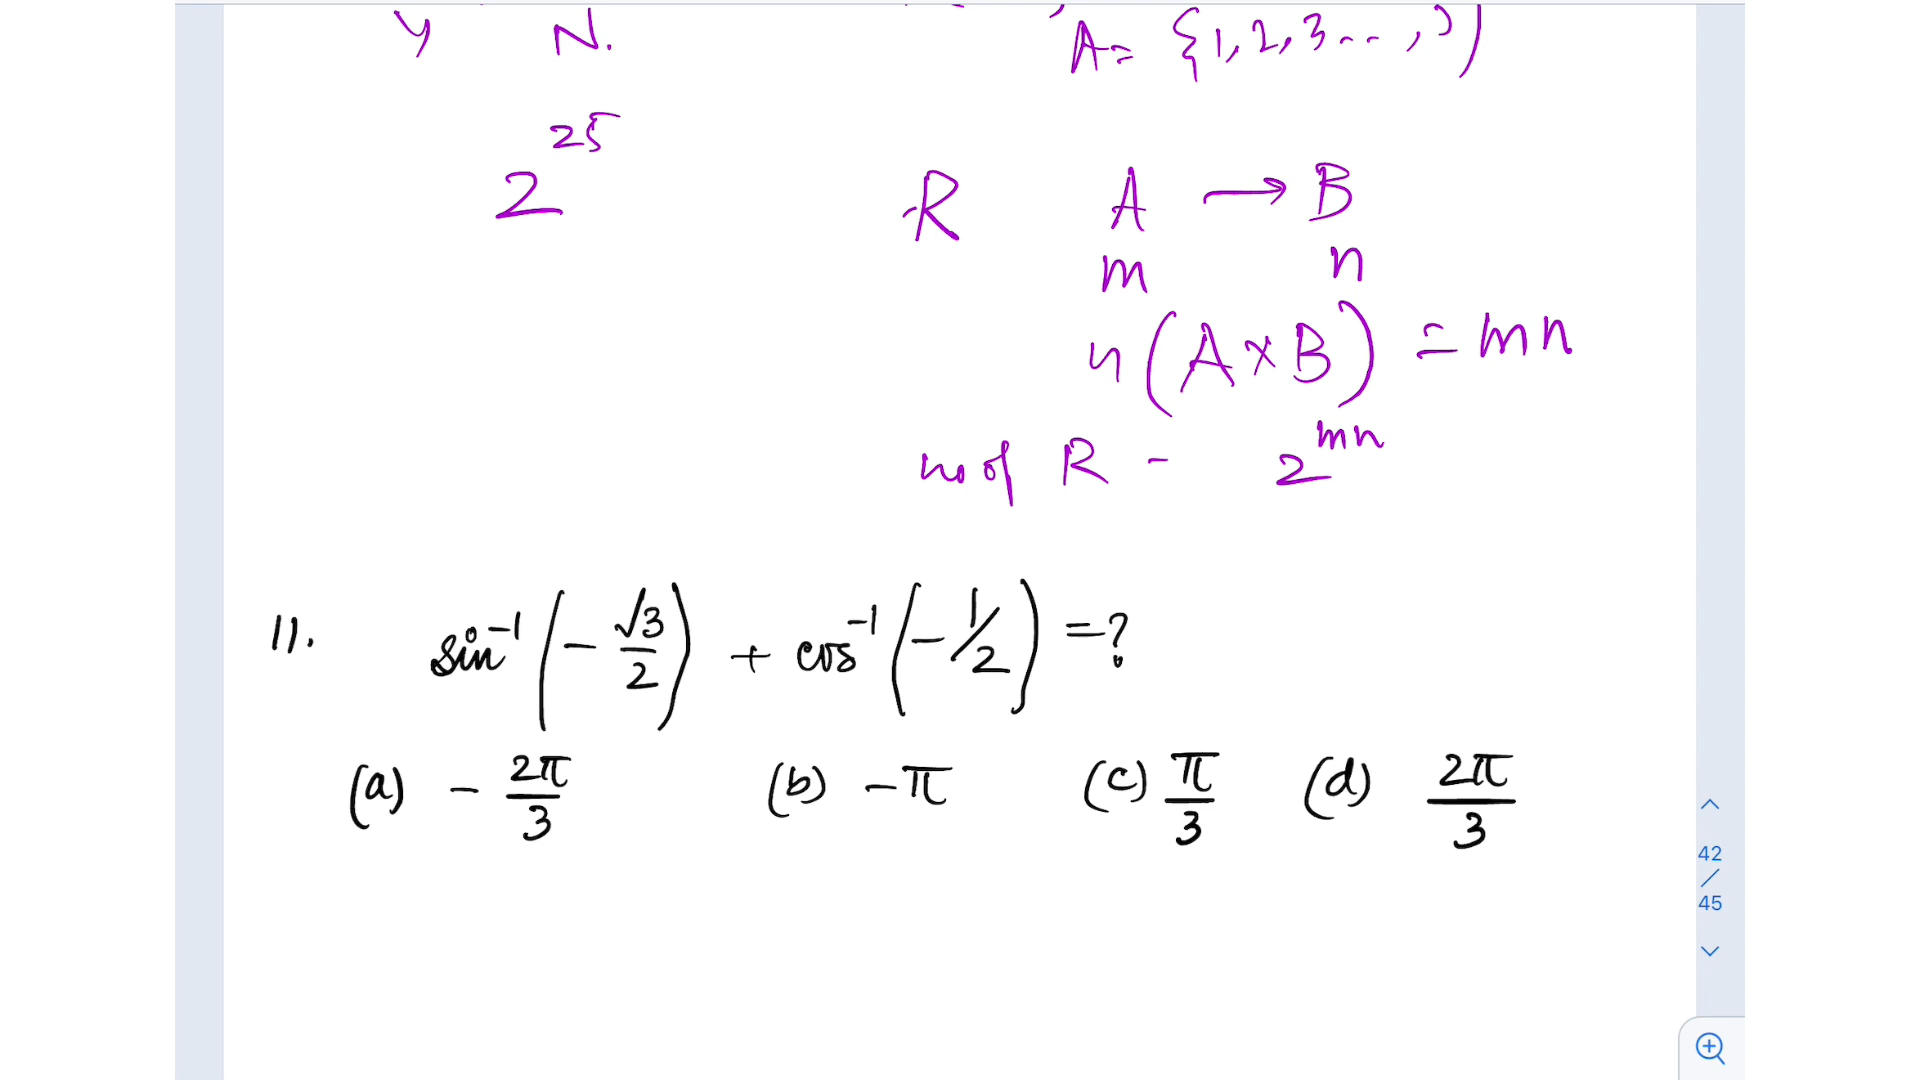 y N. A= {1,2,3--,
2^25
R A → B
m n
n(A×B) = mn
no of R - 2^mn
11. sin⁻¹(-√3/2) + cos⁻¹(-1/2) =?
(a) - 2π/3 (b) -π (c) π/3 (d) 2π/3
42
/
45